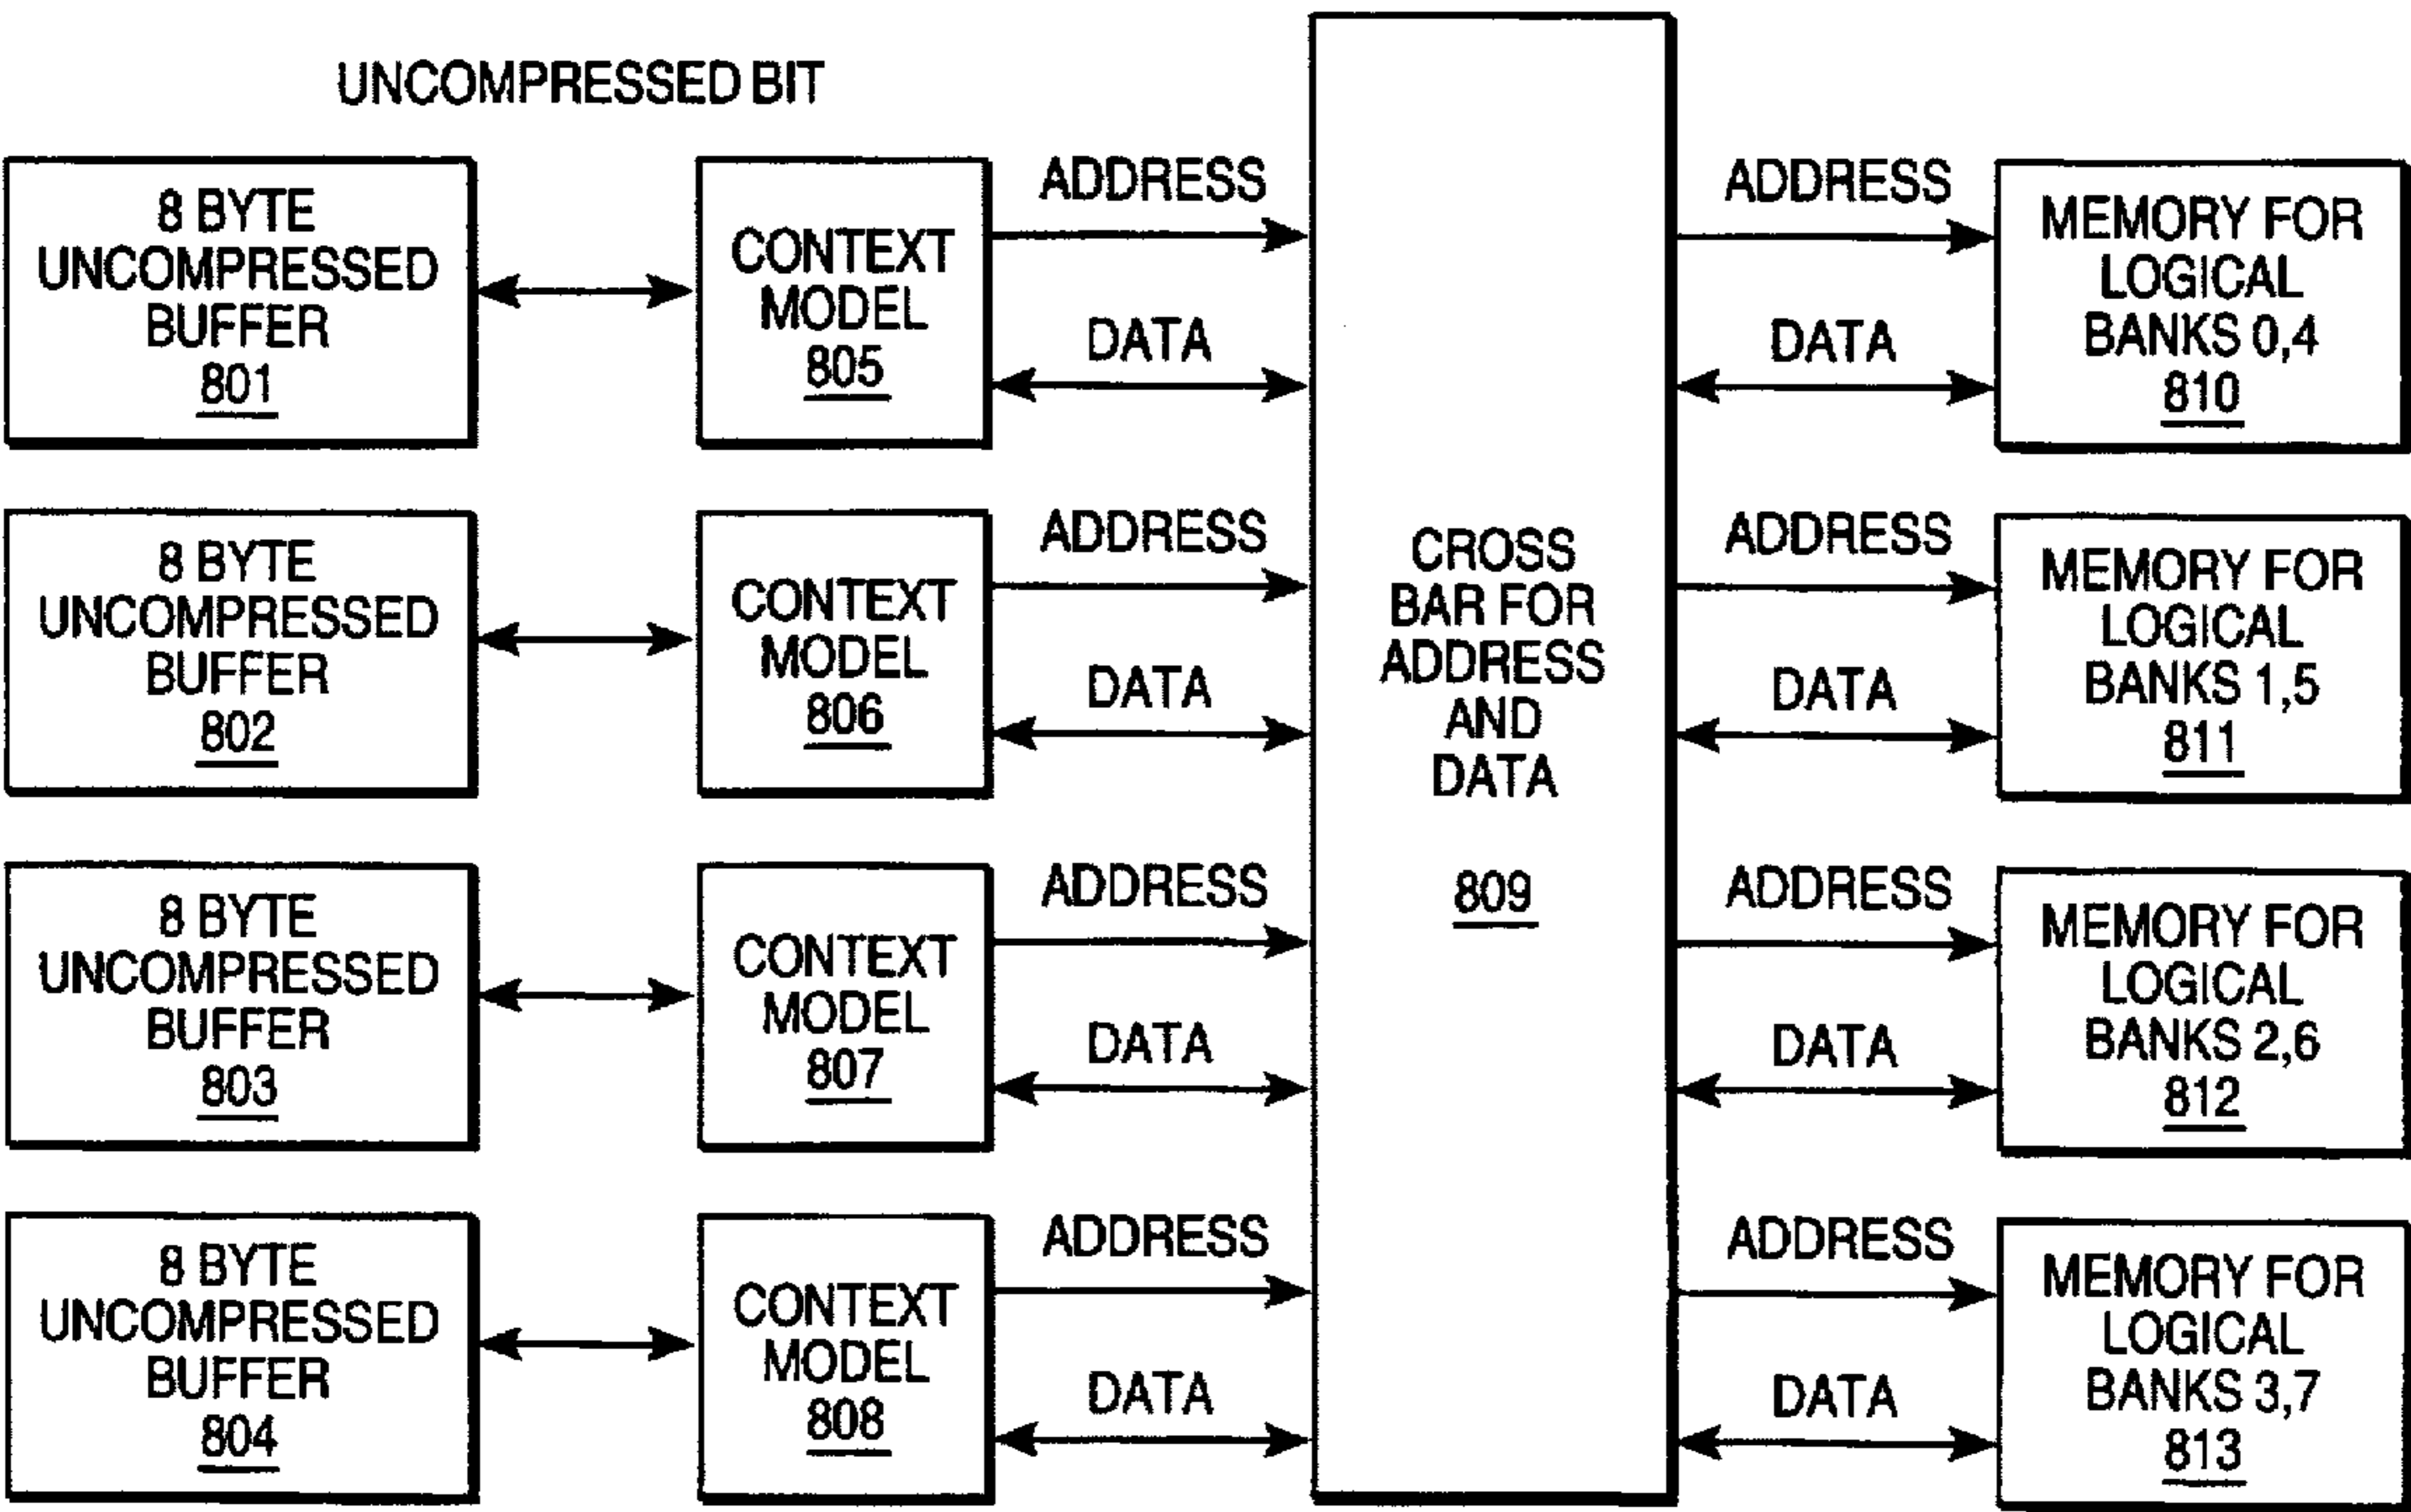 UNCOMPRESSED BIT
8 BYTE
UNCOMPRESSED
BUFFER
801
CONTEXT
MODEL
805
ADDRESS
DATA
ADDRESS
DATA
MEMORY FOR
LOGICAL
BANKS 0,4
810
8 BYTE
UNCOMPRESSED
BUFFER
802
CONTEXT
MODEL
806
ADDRESS
DATA
CROSS
BAR FOR
ADDRESS
AND
DATA
809
ADDRESS
DATA
MEMORY FOR
LOGICAL
BANKS 1,5
811
8 BYTE
UNCOMPRESSED
BUFFER
803
CONTEXT
MODEL
807
ADDRESS
DATA
ADDRESS
DATA
MEMORY FOR
LOGICAL
BANKS 2,6
812
8 BYTE
UNCOMPRESSED
BUFFER
804
CONTEXT
MODEL
808
ADDRESS
DATA
ADDRESS
DATA
MEMORY FOR
LOGICAL
BANKS 3,7
813